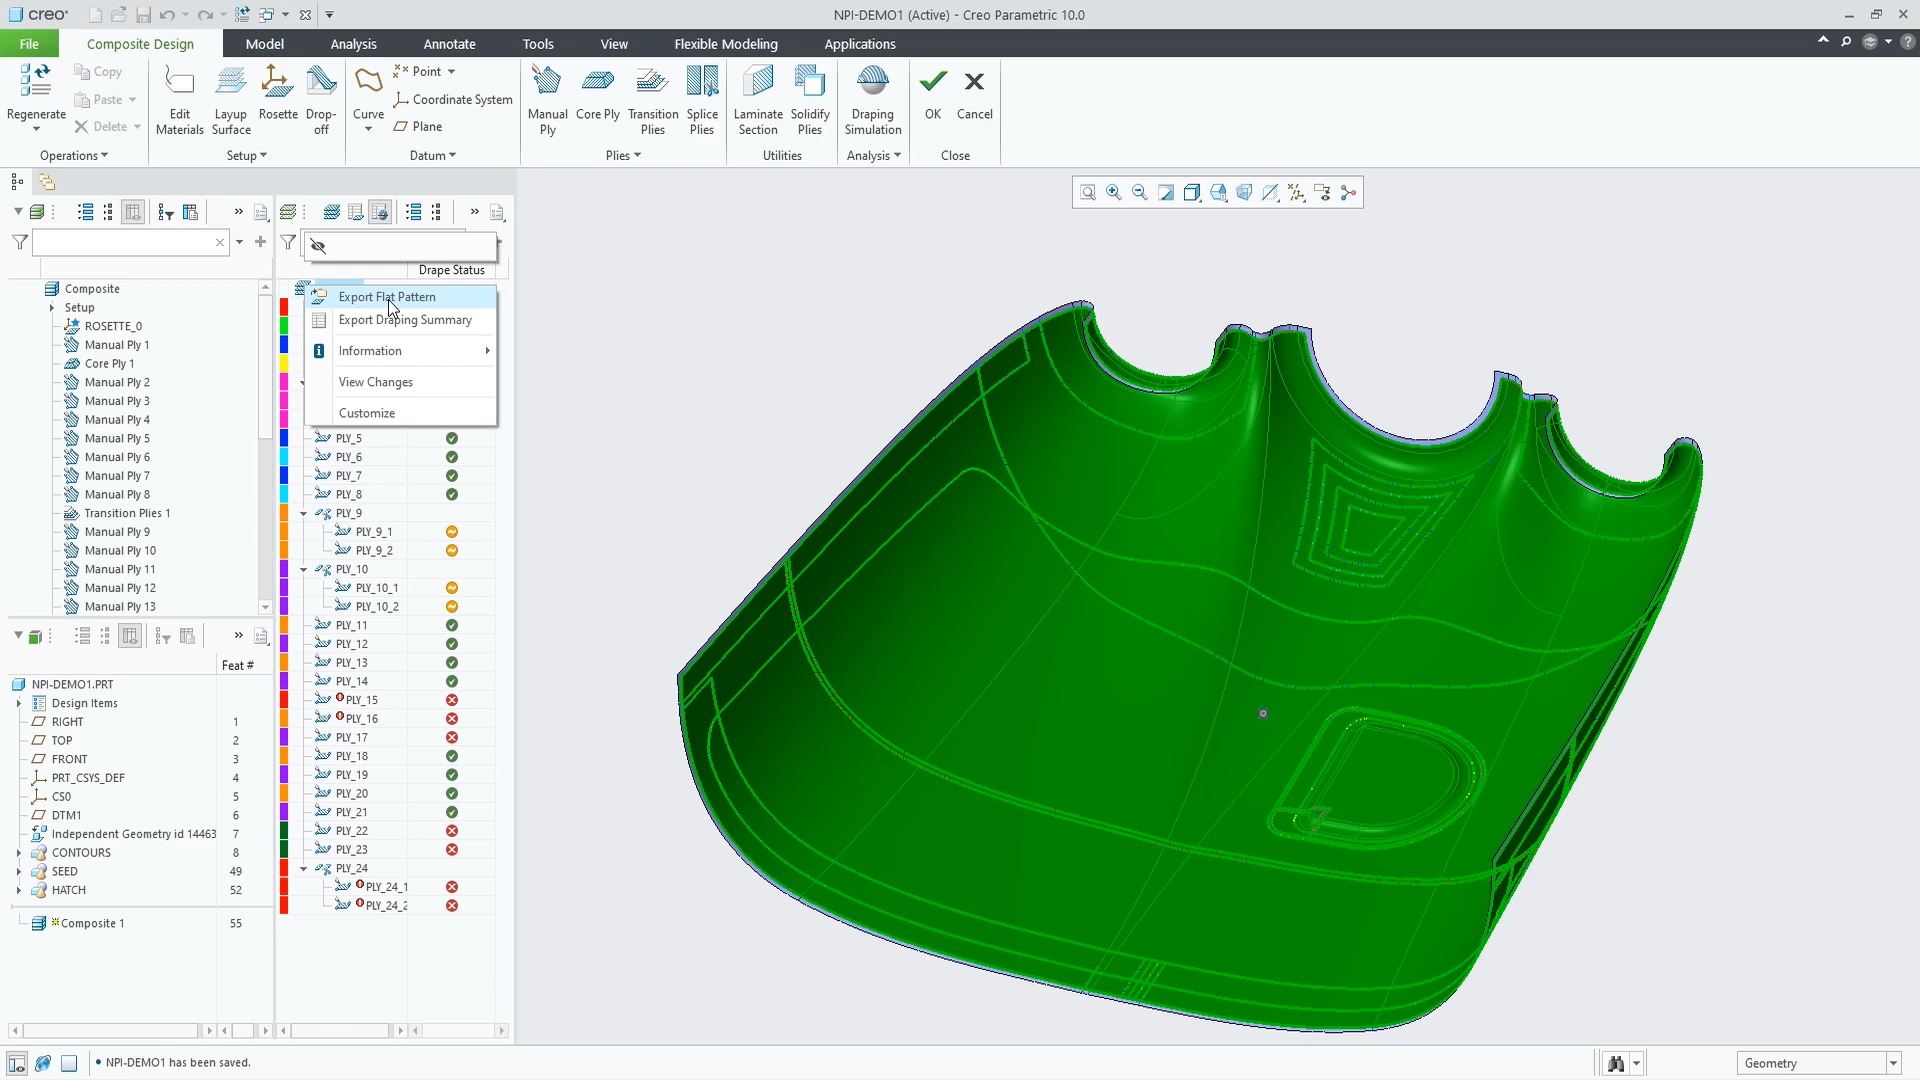 creo
NPI-DEMO1 (Active) - Creo Parametric 10.0
File
Composite Design
Model
Analysis
Annotate
Tools
View
Flexible Modeling
Applications
Regenerate
Copy
Paste
Delete
Operations
Edit Materials
Layup Surface
Rosette
Drop-off
Setup
Curve
Point
Coordinate System
Plane
Datum
Manual Ply
Core Ply
Transition Plies
Splice Plies
Plies
Laminate Section
Solidify Plies
Utilities
Draping Simulation
Analysis
OK
Cancel
Close
Composite
Setup
ROSETTE_0
Manual Ply 1
Core Ply 1
Manual Ply 2
Manual Ply 3
Manual Ply 4
Manual Ply 5
Manual Ply 6
Manual Ply 7
Manual Ply 8
Transition Plies 1
Manual Ply 9
Manual Ply 10
Manual Ply 11
Manual Ply 12
Manual Ply 13
Drape Status
Export Flat Pattern
Export Draping Summary
Information
View Changes
Customize
PLY_5
PLY_6
PLY_7
PLY_8
PLY_9
PLY_9_1
PLY_9_2
PLY_10
PLY_10_1
PLY_10_2
PLY_11
PLY_12
PLY_13
PLY_14
PLY_15
PLY_16
PLY_17
PLY_18
PLY_19
PLY_20
PLY_21
PLY_22
PLY_23
PLY_24
PLY_24_1
PLY_24_2
Feat #
NPI-DEMO1.PRT
Design Items
RIGHT 1
TOP 2
FRONT 3
PRT_CSYS_DEF 4
CS0 5
DTM1 6
Independent Geometry id 14463 7
CONTOURS 8
SEED 49
HATCH 52
Composite 1 55
NPI-DEMO1 has been saved.
Geometry